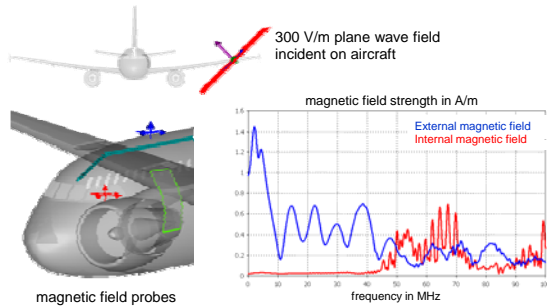 300 V/m plane wave field
incident on aircraft
magnetic field strength in A/m
External magnetic field
Internal magnetic field
1.6
1.4
1.2
1
0.8
0.6
0.4
0.2
0
0 10 20 30 40 50 60 70 80 90 100
frequency in MHz
magnetic field probes